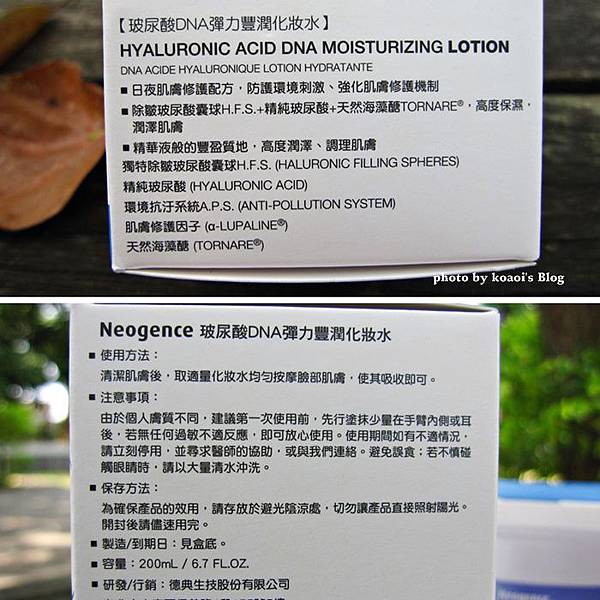 【玻尿酸DNA彈力豐潤化妝水】
HYALURONIC ACID DNA MOISTURIZING LOTION
DNA ACIDE HYALURONIQUE LOTION HYDRATANTE
■ 日夜肌膚修護配方，防護環境刺激、強化肌膚修護機制
■ 除皺玻尿酸囊球H.F.S.+精純玻尿酸+天然海藻醣TORNARE®，高度保濕，
潤澤肌膚
■ 精華液般的豐盈質地，高度潤澤、調理肌膚
獨特除皺玻尿酸囊球H.F.S. (HALURONIC FILLING SPHERES)
精純玻尿酸 (HYALURONIC ACID)
環境抗汙系統A.P.S. (ANTI-POLLUTION SYSTEM)
肌膚修護因子 (α-LUPALINE®)
天然海藻醣 (TORNARE®)
photo by koaoi's Blog
Neogence 玻尿酸DNA彈力豐潤化妝水
■ 使用方法：
清潔肌膚後，取適量化妝水均勻按摩臉部肌膚，使其吸收即可。
■ 注意事項：
由於個人膚質不同，建議第一次使用前，先行塗抹少量在手臂內側或耳
後，若無任何過敏不適反應，即可放心使用。使用期間如有不適情況，
請立刻停用，並尋求醫師的協助，或與我們連絡。避免誤食；若不慎碰
觸眼睛時，請以大量清水沖洗。
■ 保存方法：
為確保產品的效用，請存放於避光陰涼處，切勿讓產品直接照射陽光。
開封後請儘速用完。
■ 製造/到期日：見盒底。
■ 容量：200mL / 6.7 FL.OZ.
■ 研發/行銷：德典生技股份有限公司
Neogence